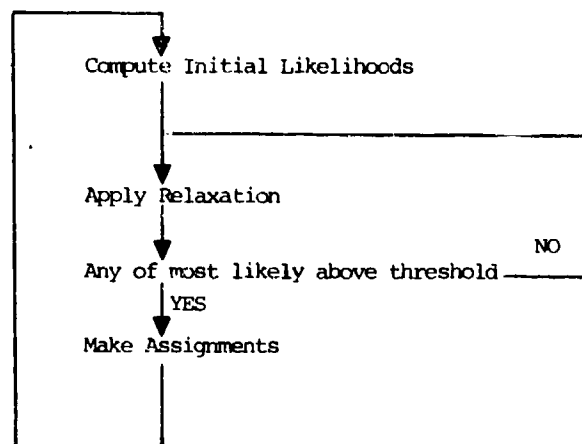 Compute Initial Likelihoods
Apply Relaxation
NO
Any of most likely above threshold
YES
Make Assignments